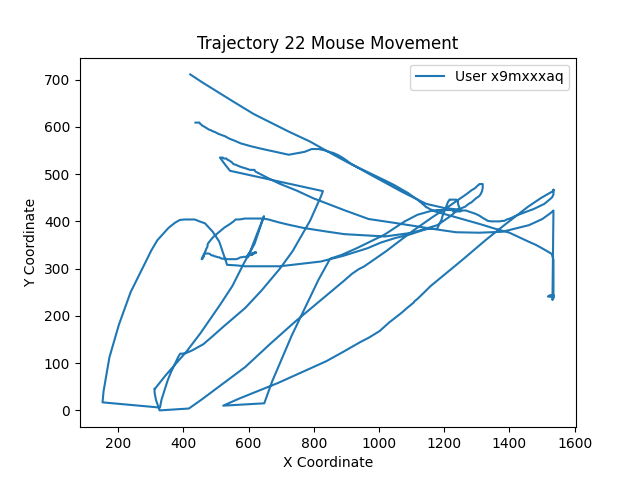 Trajectory 22 Mouse Movement
User x9mxxxaq
Y Coordinate
700
600
500
400
300
200
100
0
200 400 600 800 1000 1200 1400 1600
X Coordinate